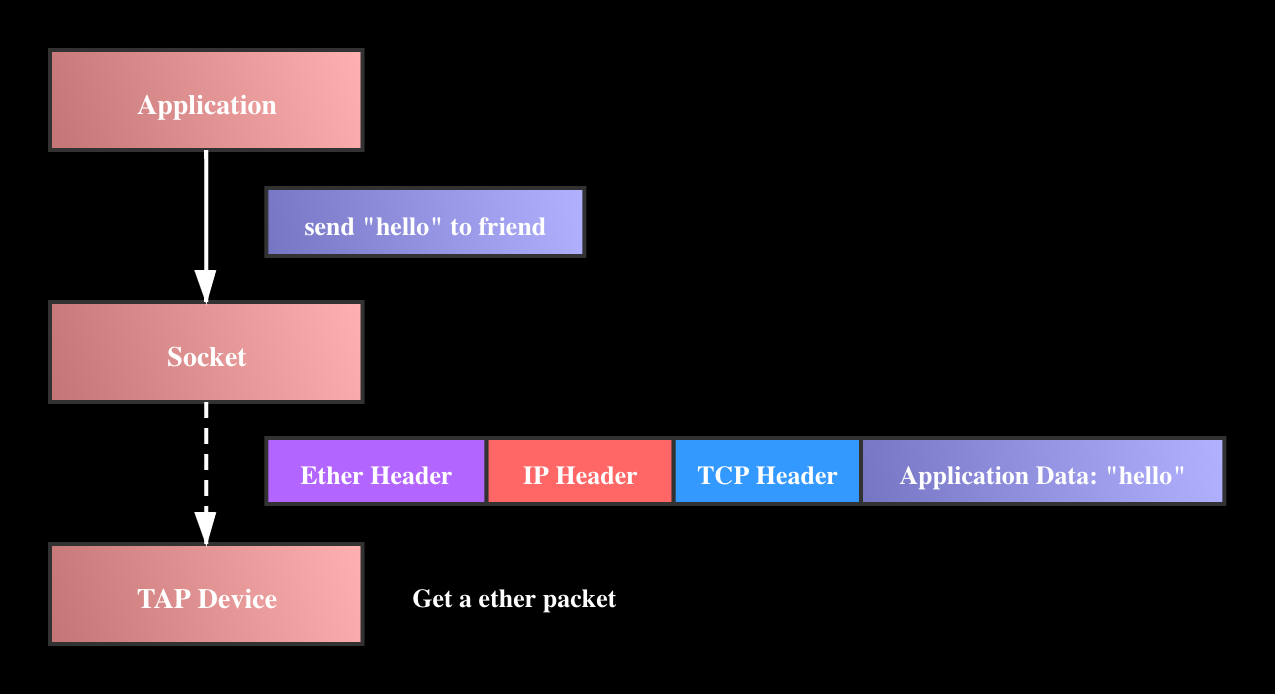 Application
send "hello" to friend
Socket
Ether Header
IP Header
TCP Header
Application Data: "hello"
TAP Device
Get a ether packet